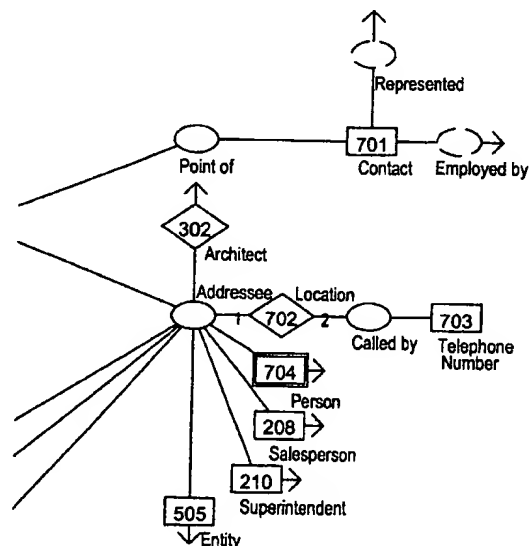 Represented
701
Point of
Contact
Employed by
302
Architect
Addressee
Location
1
702
2
703
Called by
Telephone
Number
704
Person
208
Salesperson
210
Superintendent
505
Entity